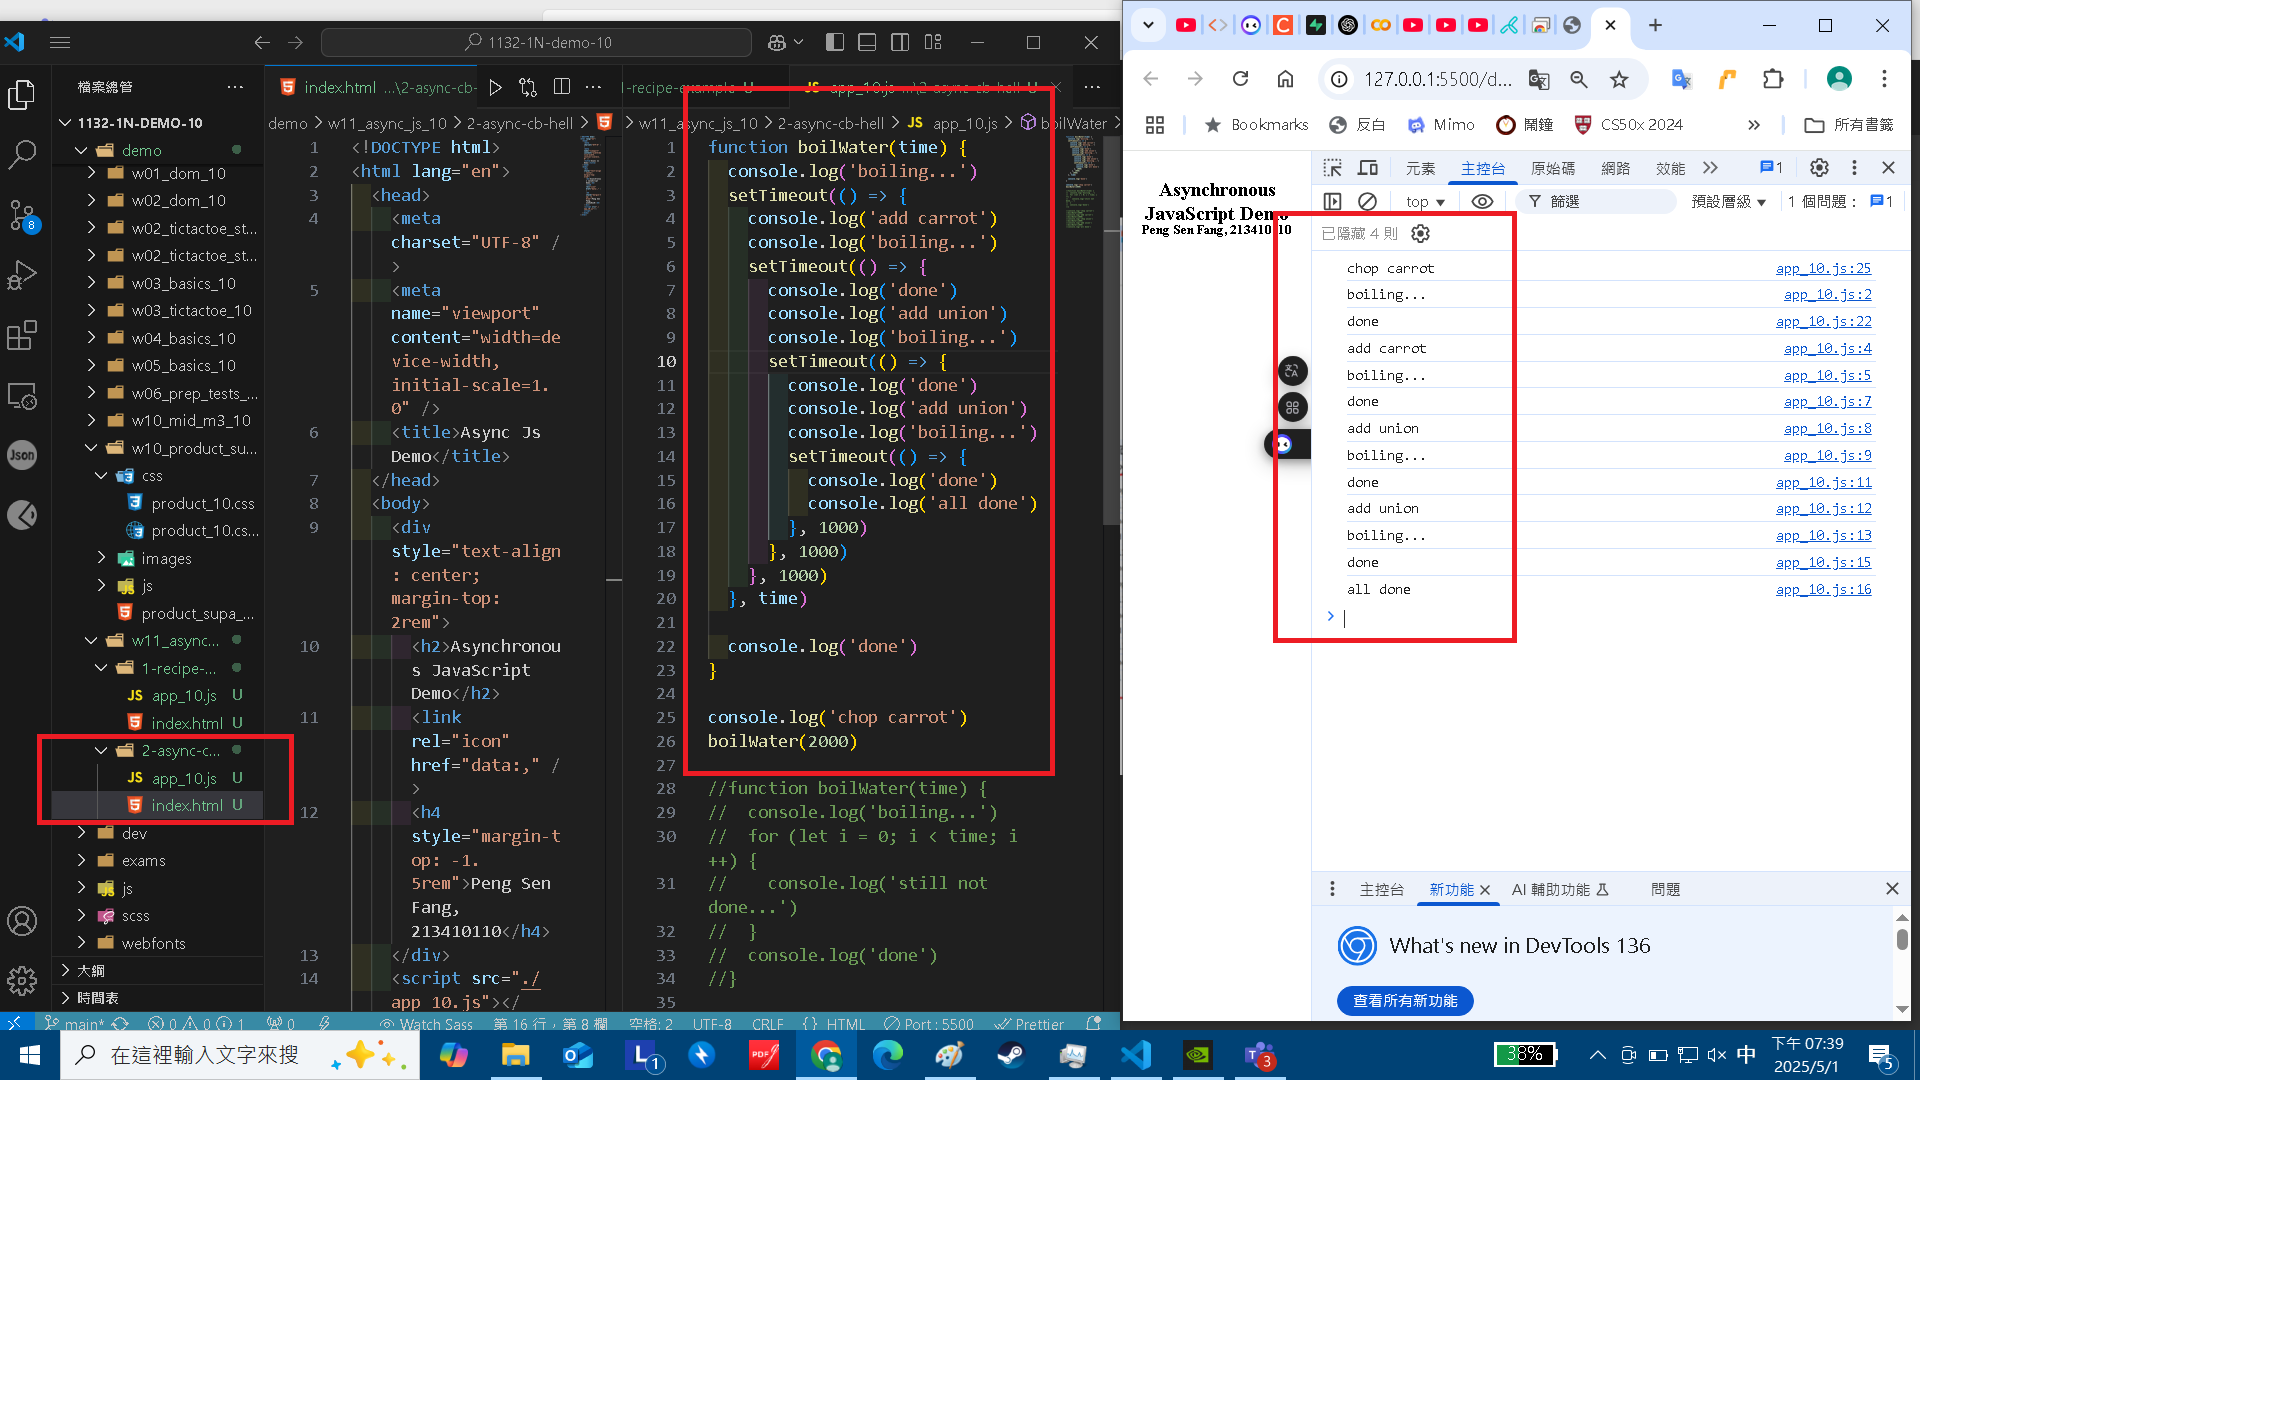 1132-1N-demo-10
檔案總管
1132-1N-DEMO-10
demo
w01_dom_10
w02_dom_10
w02_tictactoe_st...
w02_tictactoe_st...
w03_basics_10
w03_tictactoe_10
w04_basics_10
w05_basics_10
w06_prep_tests_...
w10_mid_m3_10
w10_product_su...
css
product_10.css
product_10.cs...
images
js
product_supa_...
w11_async...
1-recipe-...
app_10.js U
index.html U
2-async-c...
app_10.js U
index.html U
dev
exams
js
scss
webfonts
大綱
時間表
8
Json
index.html ...\2-async-cb-
demo > w11_async_js_10 > 2-async-cb-hell >
1 <!DOCTYPE html>
2 <html lang="en">
3 <head>
4 <meta
charset="UTF-8" /
>
5 <meta
name="viewport"
content="width=de
vice-width,
initial-scale=1.
0" />
6 <title>Async Js
Demo</title>
7 </head>
8 <body>
9 <div
style="text-align
: center;
margin-top:
2rem">
10 <h2>Asynchronou
s JavaScript
Demo</h2>
11 <link
rel="icon"
href="data:," /
>
12 <h4
style="margin-t
op: -1.
5rem">Peng Sen
Fang,
213410110</h4>
13 </div>
14 <script src="./
app_10.js"></
l-recipe-example U
JS app_10.js ...\2-async-cb-hell U
> w11_async_js_10 > 2-async-cb-hell > JS app_10.js > boilWater >
1 function boilWater(time) {
2 console.log('boiling...')
3 setTimeout(() => {
4 console.log('add carrot')
5 console.log('boiling...')
6 setTimeout(() => {
7 console.log('done')
8 console.log('add union')
9 console.log('boiling...')
10 setTimeout(() => {
11 console.log('done')
12 console.log('add union')
13 console.log('boiling...')
14 setTimeout(() => {
15 console.log('done')
16 console.log('all done')
17 }, 1000)
18 }, 1000)
19 }, 1000)
20 }, time)
21
22 console.log('done')
23 }
24
25 console.log('chop carrot')
26 boilWater(2000)
27
28 //function boilWater(time) {
29 // console.log('boiling...')
30 // for (let i = 0; i < time; i
++) {
31 // console.log('still not
done...')
32 // }
33 // console.log('done')
34 //}
35
main* 0 0 1 0 Watch Sass 第 16 行，第 8 欄 空格: 2 UTF-8 CRLF {} HTML Port : 5500 Prettier
127.0.0.1:5500/d...
Bookmarks 反白 Mimo 鬧鐘 CS50x 2024 » 所有書籤
Asynchronous
JavaScript Demo
Peng Sen Fang, 213410110
元素 主控台 原始碼 網路 效能 1
top 篩選 預設層級 1 個問題： 1
已隱藏 4 則
chop carrot app_10.js:25
boiling... app_10.js:2
done app_10.js:22
add carrot app_10.js:4
boiling... app_10.js:5
done app_10.js:7
add union app_10.js:8
boiling... app_10.js:9
done app_10.js:11
add union app_10.js:12
boiling... app_10.js:13
done app_10.js:15
all done app_10.js:16
主控台 新功能 AI 輔助功能 問題
What's new in DevTools 136
查看所有新功能
在這裡輸入文字來搜
1
3
38%
中
下午 07:39
2025/5/1
5